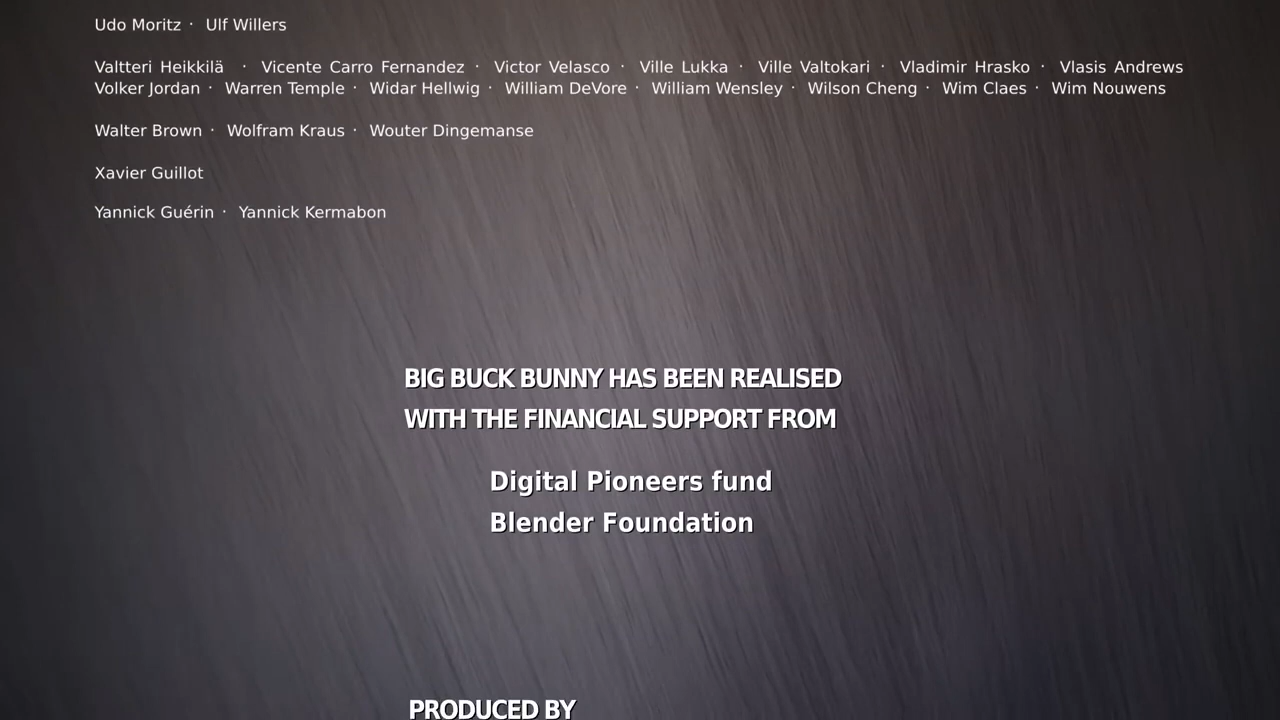 Udo Moritz · Ulf Willers
Valtteri Heikkilä · Vicente Carro Fernandez · Victor Velasco · Ville Lukka · Ville Valtokari · Vladimir Hrasko · Vlasis Andrews
Volker Jordan · Warren Temple · Widar Hellwig · William DeVore · William Wensley · Wilson Cheng · Wim Claes · Wim Nouwens
Walter Brown · Wolfram Kraus · Wouter Dingemanse
Xavier Guillot
Yannick Guérin · Yannick Kermabon
BIG BUCK BUNNY HAS BEEN REALISED
WITH THE FINANCIAL SUPPORT FROM
Digital Pioneers fund
Blender Foundation
PRODUCED BY